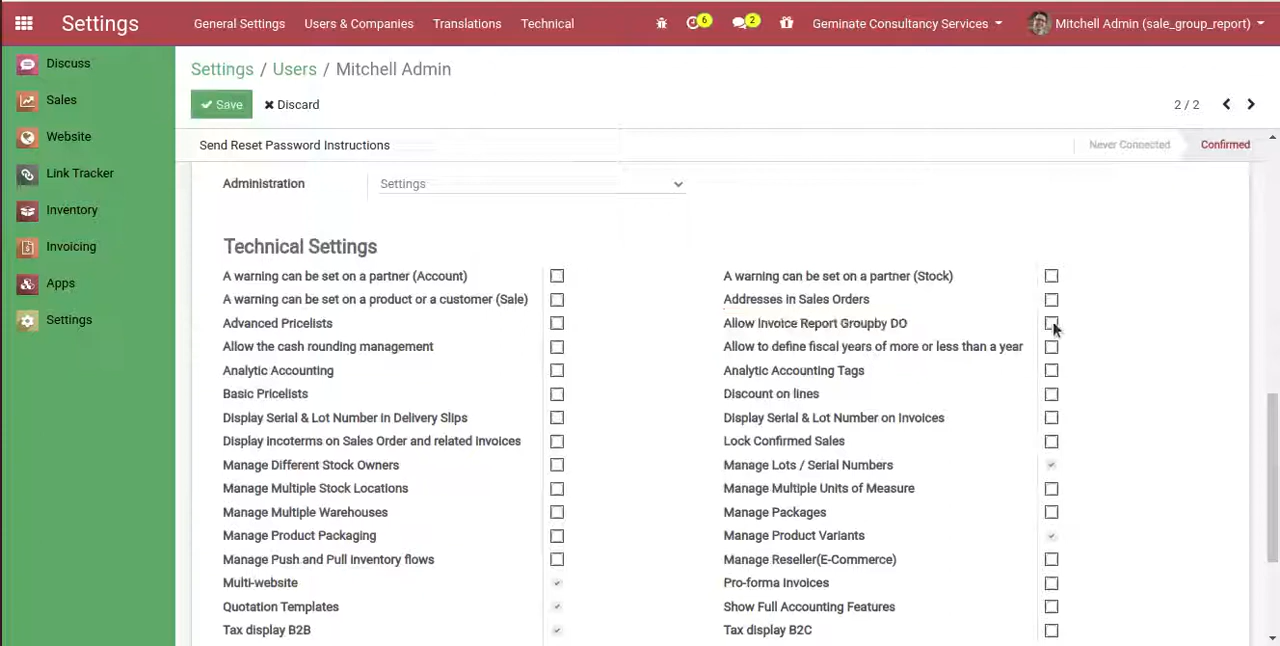 Settings General Settings Users & Companies Translations Technical 6 2 Geminate Consultancy Services Mitchell Admin (sale_group_report)
Discuss
Sales
Website
Link Tracker
Inventory
Invoicing
Apps
Settings
Settings / Users / Mitchell Admin
Save Discard 2 / 2
Send Reset Password Instructions Never Connected Confirmed
Administration Settings
Technical Settings
A warning can be set on a partner (Account) A warning can be set on a partner (Stock)
A warning can be set on a product or a customer (Sale) Addresses in Sales Orders
Advanced Pricelists Allow Invoice Report Groupby DO
Allow the cash rounding management Allow to define fiscal years of more or less than a year
Analytic Accounting Analytic Accounting Tags
Basic Pricelists Discount on lines
Display Serial & Lot Number in Delivery Slips Display Serial & Lot Number on Invoices
Display Incoterms on Sales Order and related invoices Lock Confirmed Sales
Manage Different Stock Owners Manage Lots / Serial Numbers
Manage Multiple Stock Locations Manage Multiple Units of Measure
Manage Multiple Warehouses Manage Packages
Manage Product Packaging Manage Product Variants
Manage Push and Pull inventory flows Manage Reseller(E-Commerce)
Multi-website Pro-forma Invoices
Quotation Templates Show Full Accounting Features
Tax display B2B Tax display B2C